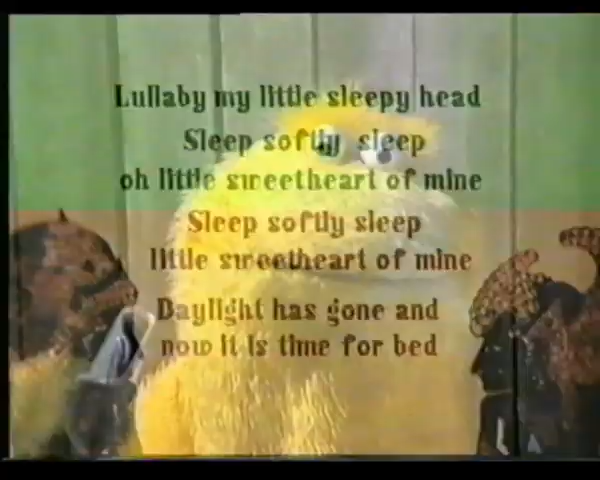 Lullaby my little sleepy head
Sleep softly sleep
oh little sweetheart of mine
Sleep softly sleep
little sweetheart of mine
Daylight has gone and
now it is time for bed